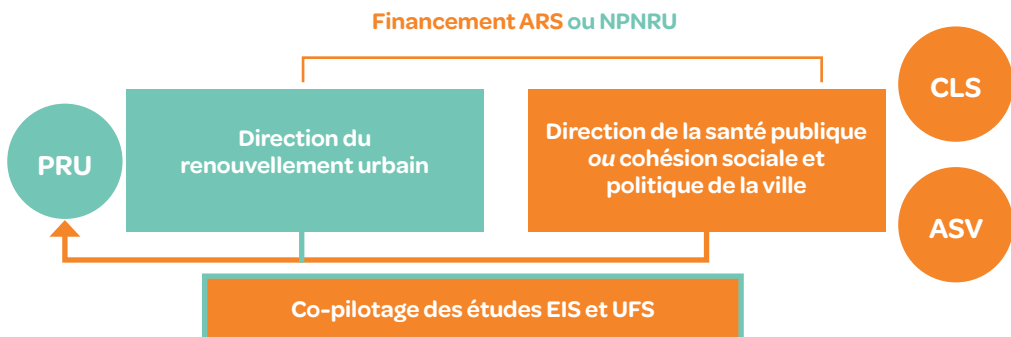 Financement ARS ou NPNRU
CLS
Direction du
renouvellement urbain
Direction de la santé publique
ou cohésion sociale et
politique de la ville
PRU
ASV
Co-pilotage des études EIS et UFS